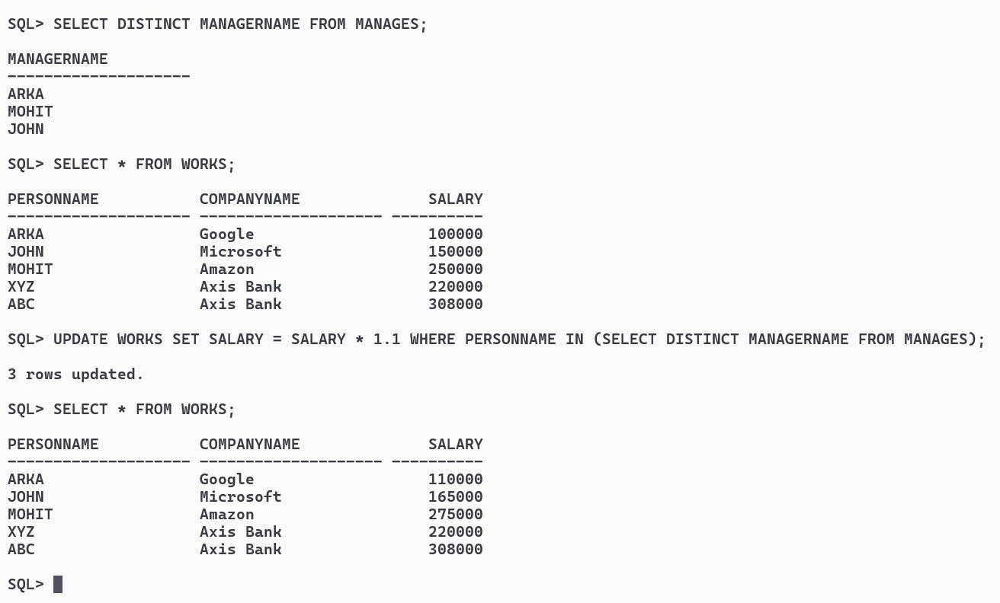 SQL> SELECT DISTINCT MANAGERNAME FROM MANAGES;
MANAGERNAME
--------------------
ARKA
MOHIT
JOHN
SQL> SELECT * FROM WORKS;
PERSONNAME           COMPANYNAME              SALARY
-------------------- -------------------- ----------
ARKA                 Google                   100000
JOHN                 Microsoft                150000
MOHIT                Amazon                   250000
XYZ                  Axis Bank                220000
ABC                  Axis Bank                308000
SQL> UPDATE WORKS SET SALARY = SALARY * 1.1 WHERE PERSONNAME IN (SELECT DISTINCT MANAGERNAME FROM MANAGES);
3 rows updated.
SQL> SELECT * FROM WORKS;
PERSONNAME           COMPANYNAME              SALARY
-------------------- -------------------- ----------
ARKA                 Google                   110000
JOHN                 Microsoft                165000
MOHIT                Amazon                   275000
XYZ                  Axis Bank                220000
ABC                  Axis Bank                308000
SQL>